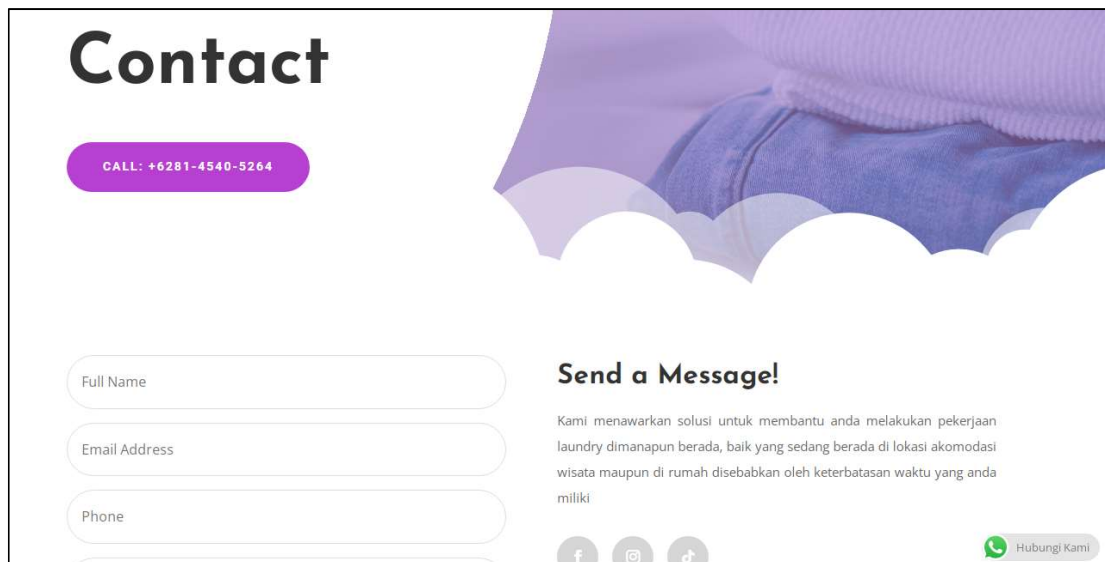 Contact
CALL: +6281-4540-5264
Full Name
Email Address
Phone
Send a Message!
Kami menawarkan solusi untuk membantu anda melakukan pekerjaan
laundry dimanapun berada, baik yang sedang berada di lokasi akomodasi
wisata maupun di rumah disebabkan oleh keterbatasan waktu yang anda
miliki
Hubungi Kami